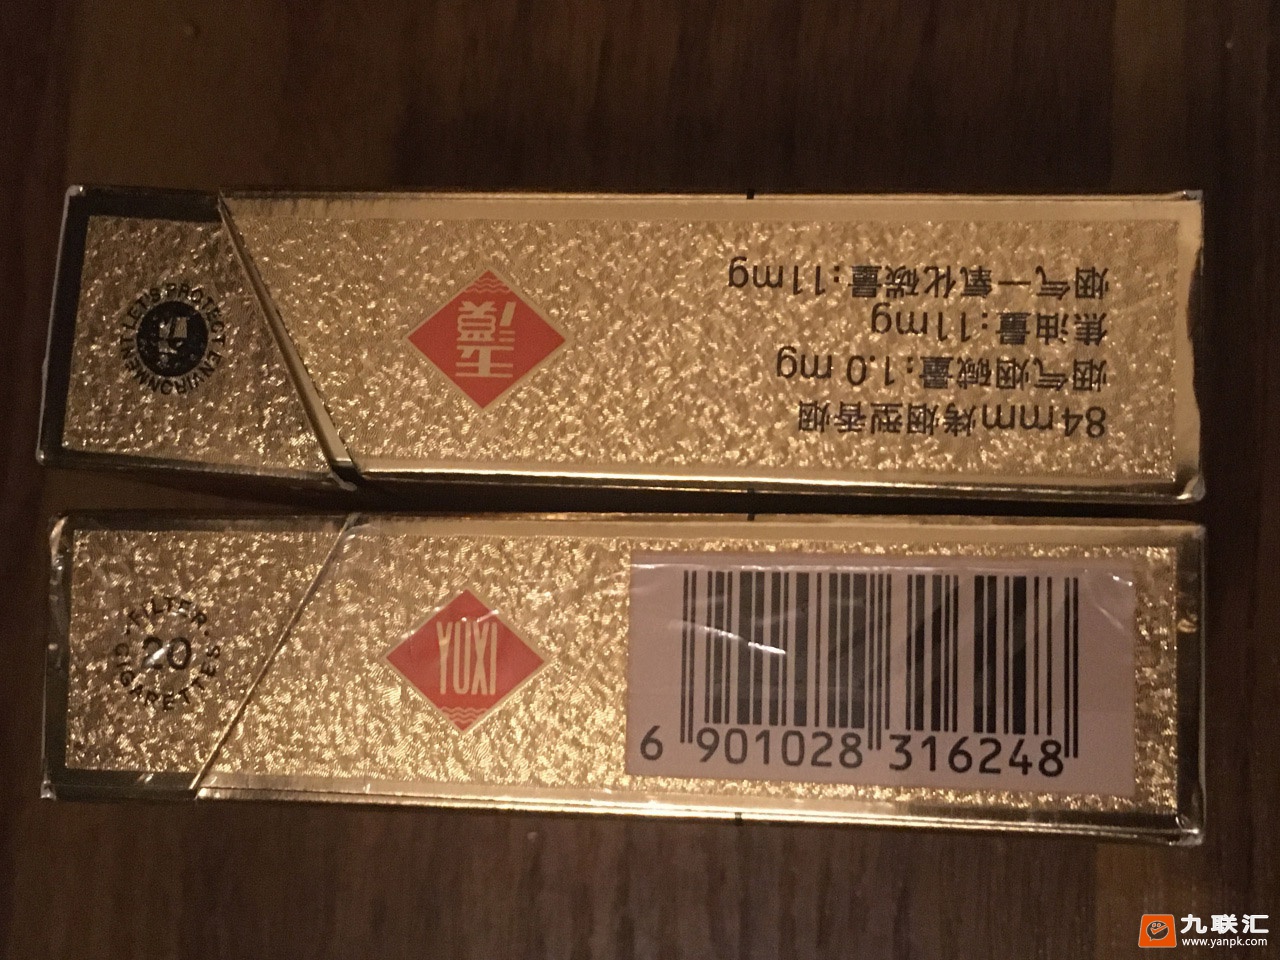 LET'S PROTECT ENVIRONMENT
玉溪
84mm烤烟型香烟
烟气烟碱量:1.0 mg
焦油量:11mg
烟气一氧化碳量:11mg
·FILTER·
20
CIGARETTES
YUXI
6 901028 316248
九联汇
www.yanpk.com